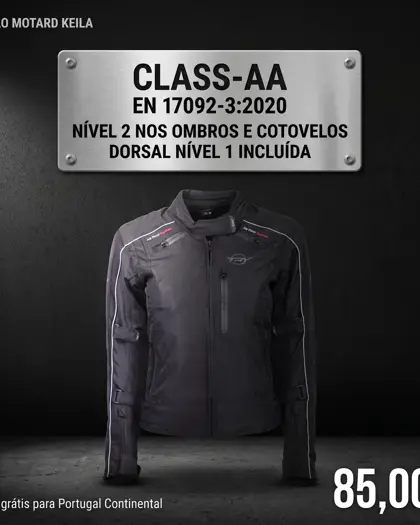 O MOTARD KEILA
CLASS-AA
EN 17092-3:2020
NÍVEL 2 NOS OMBROS E COTOVELOS
DORSAL NÍVEL 1 INCLUÍDA
85,00
grátis para Portugal Continental